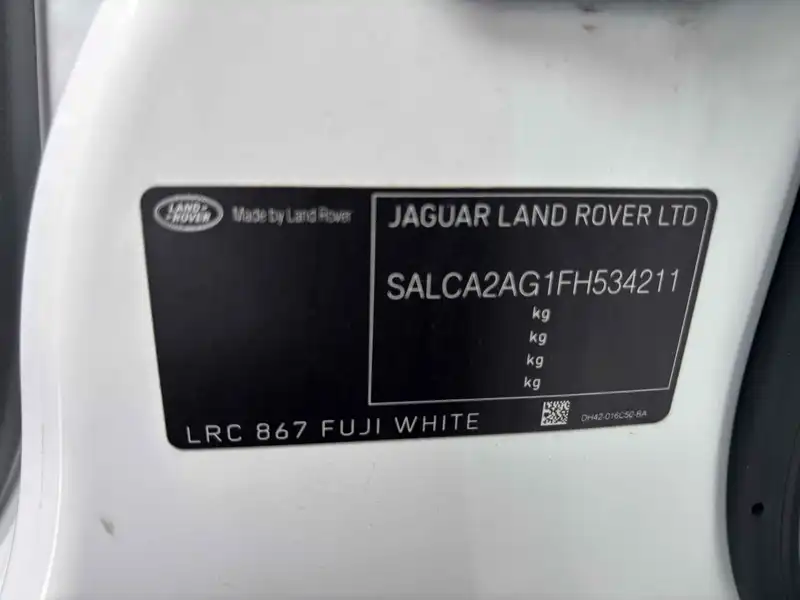 LAND-
-ROVER
Made by Land Rover
JAGUAR LAND ROVER LTD
SALCA2AG1FH534211
kg
kg
kg
kg
LRC 867 FUJI WHITE
DH42-016C50-BA